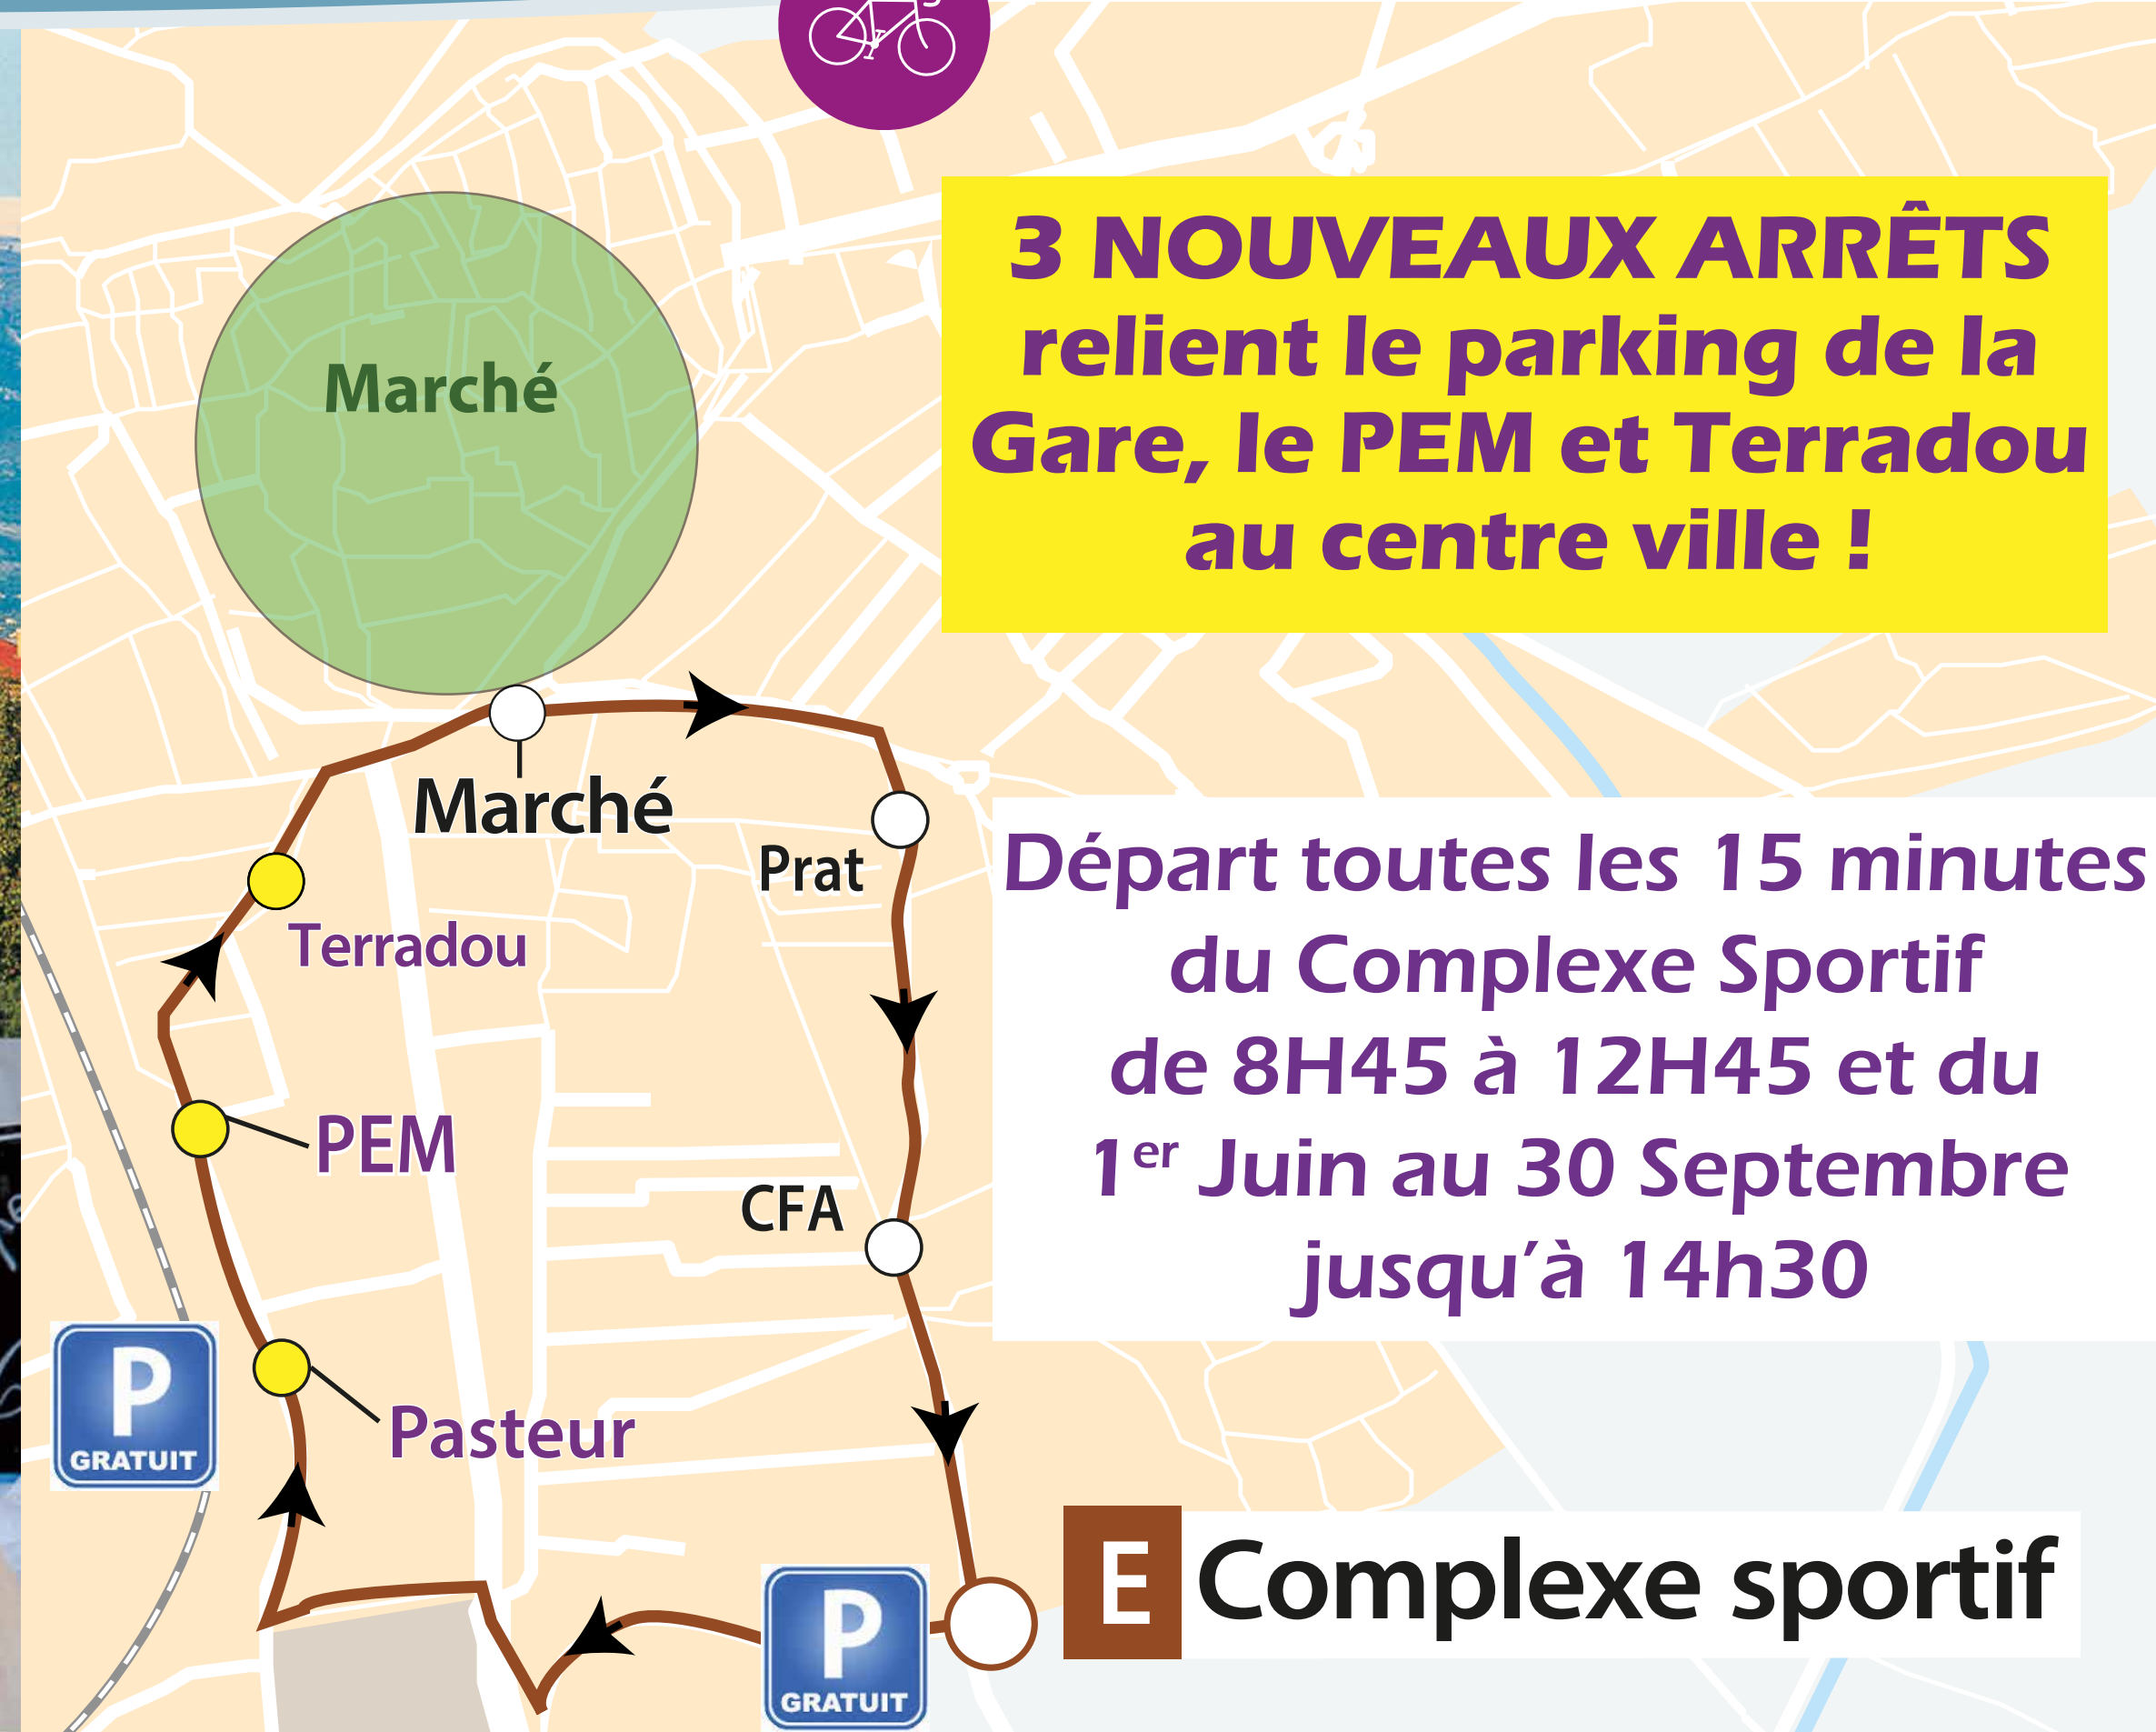 3 NOUVEAUX ARRÊTS
relient le parking de la
Gare, le PEM et Terradou
au centre ville !
Marché
Marché
Prat
Terradou
Départ toutes les 15 minutes
du Complexe Sportif
de 8H45 à 12H45 et du
1er Juin au 30 Septembre
jusqu'à 14h30
PEM
CFA
P
GRATUIT
Pasteur
E Complexe sportif
P
GRATUIT